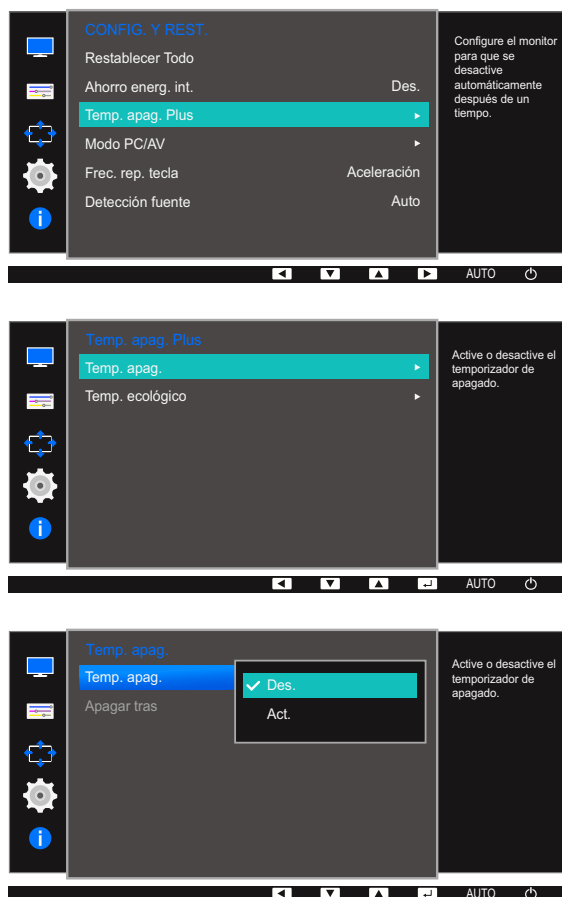 CONFIG. Y REST.
Restablecer Todo
Ahorro energ. int. Des.
Temp. apag. Plus
Modo PC/AV
Frec. rep. tecla Aceleración
Detección fuente Auto
Configure el monitor
para que se
desactive
automáticamente
después de un
tiempo.
AUTO
Temp. apag. Plus
Temp. apag.
Temp. ecológico
Active o desactive el
temporizador de
apagado.
AUTO
Temp. apag.
Temp. apag.
Apagar tras
Des.
Act.
Active o desactive el
temporizador de
apagado.
AUTO